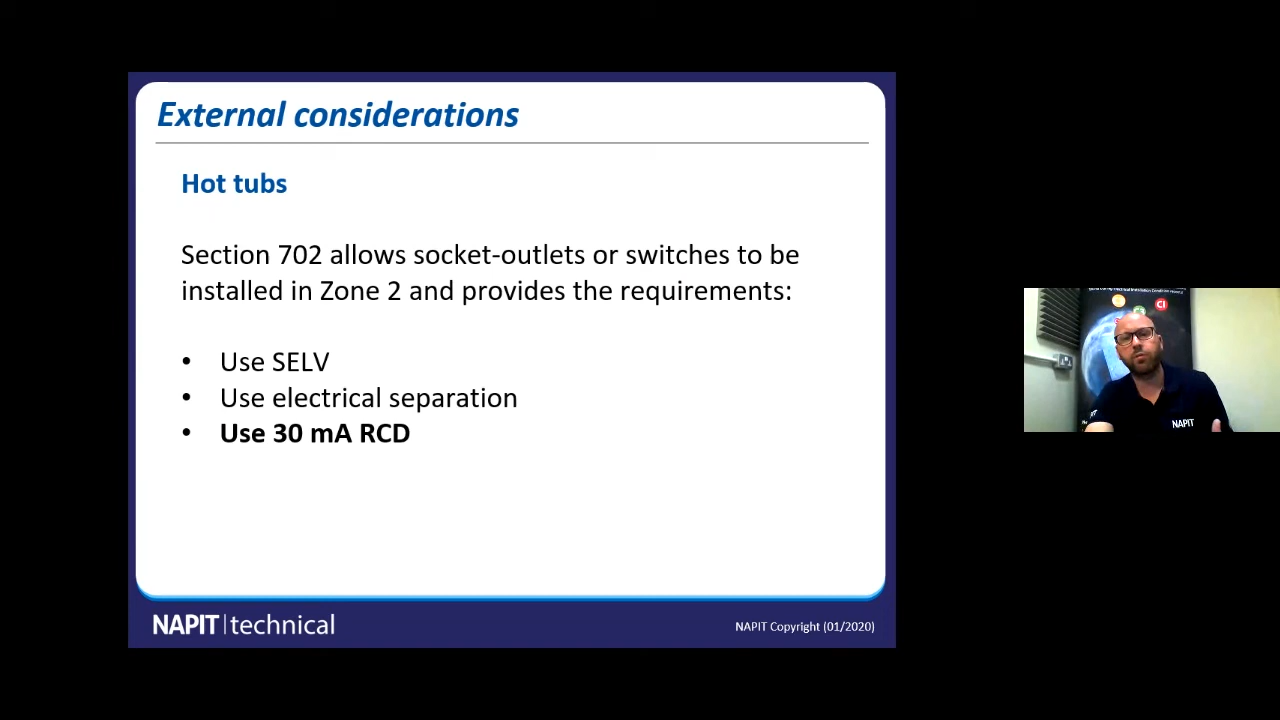 External considerations
Hot tubs
Section 702 allows socket-outlets or switches to be
installed in Zone 2 and provides the requirements:
• Use SELV
• Use electrical separation
• Use 30 mA RCD
NAPIT | technical
NAPIT Copyright (01/2020)
NAPIT